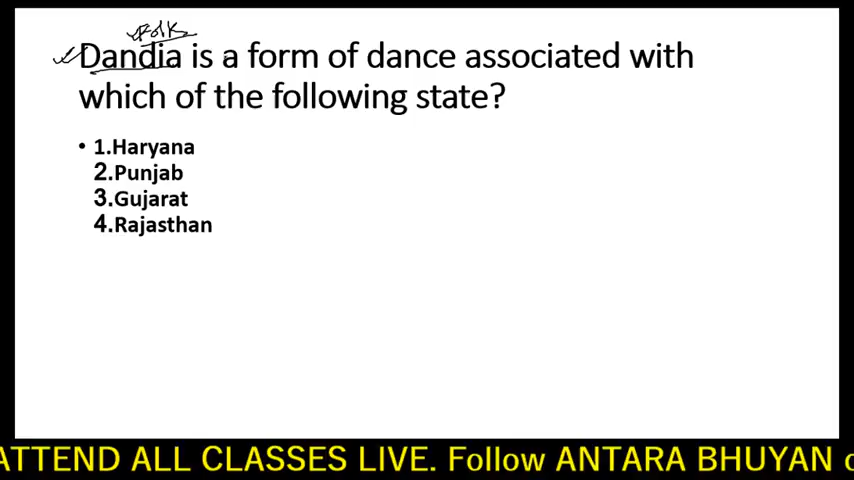 Folk
Dandia is a form of dance associated with
which of the following state?
• 1.Haryana
2.Punjab
3.Gujarat
4.Rajasthan
ATTEND ALL CLASSES LIVE. Follow ANTARA BHUYAN o